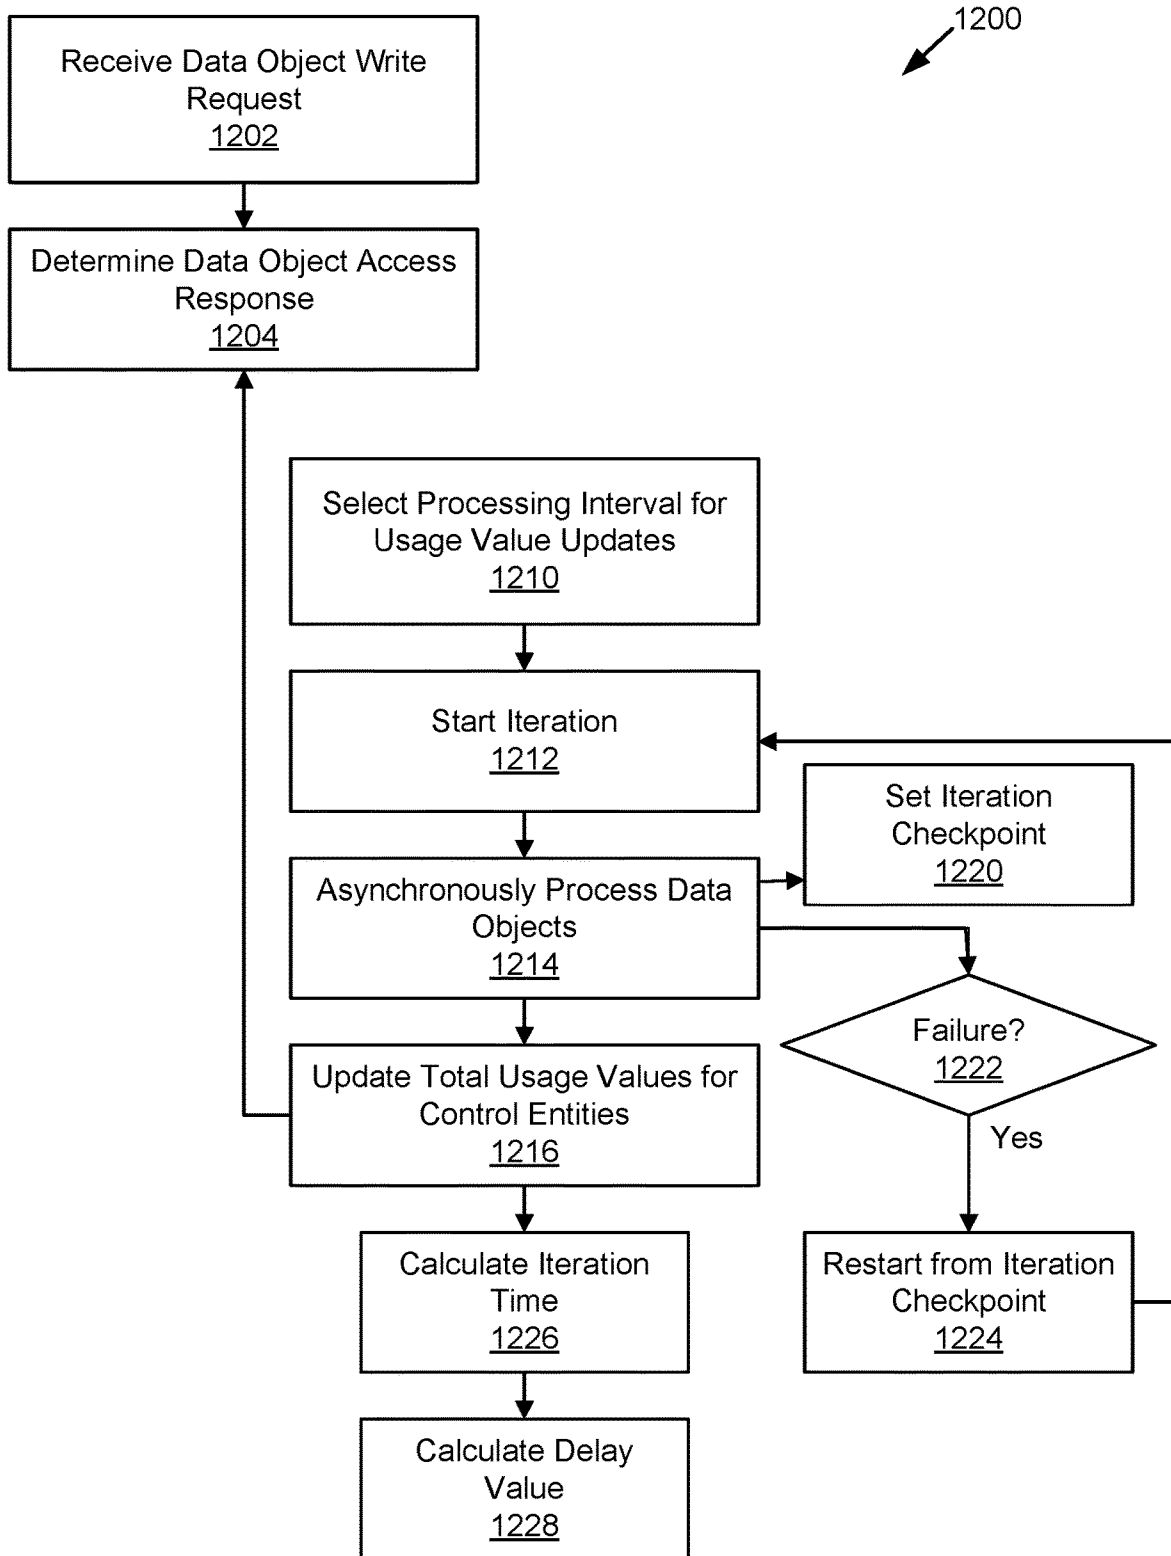 1200
Receive Data Object Write
Request
1202
Determine Data Object Access
Response
1204
Select Processing Interval for
Usage Value Updates
1210
Start Iteration
1212
Set Iteration
Checkpoint
1220
Asynchronously Process Data
Objects
1214
Failure?
1222
Yes
Update Total Usage Values for
Control Entities
1216
Calculate Iteration
Time
1226
Restart from Iteration
Checkpoint
1224
Calculate Delay
Value
1228